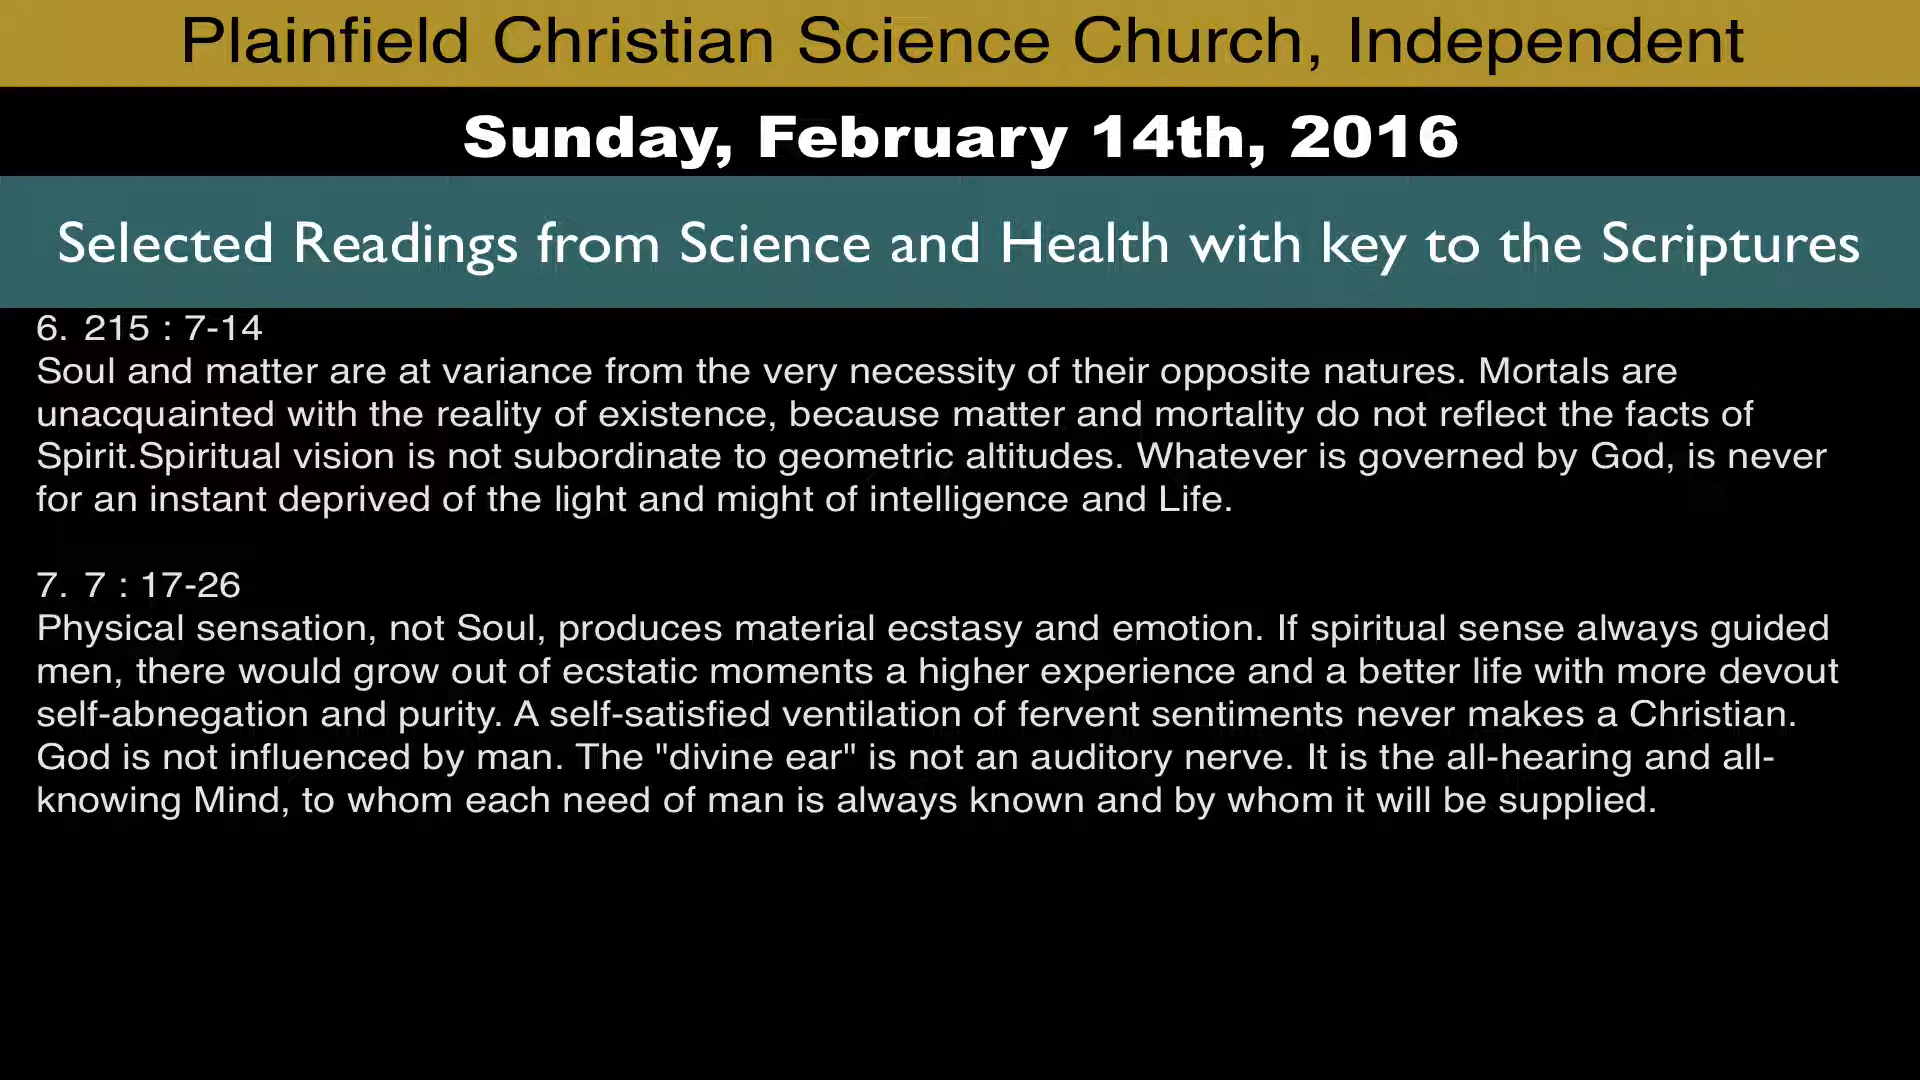 Plainfield Christian Science Church, Independent
Sunday, February 14th, 2016
Selected Readings from Science and Health with key to the Scriptures
6. 215 : 7-14
Soul and matter are at variance from the very necessity of their opposite natures. Mortals are
unacquainted with the reality of existence, because matter and mortality do not reflect the facts of
Spirit.Spiritual vision is not subordinate to geometric altitudes. Whatever is governed by God, is never
for an instant deprived of the light and might of intelligence and Life.
7. 7 : 17-26
Physical sensation, not Soul, produces material ecstasy and emotion. If spiritual sense always guided
men, there would grow out of ecstatic moments a higher experience and a better life with more devout
self-abnegation and purity. A self-satisfied ventilation of fervent sentiments never makes a Christian.
God is not influenced by man. The "divine ear" is not an auditory nerve. It is the all-hearing and all-
knowing Mind, to whom each need of man is always known and by whom it will be supplied.